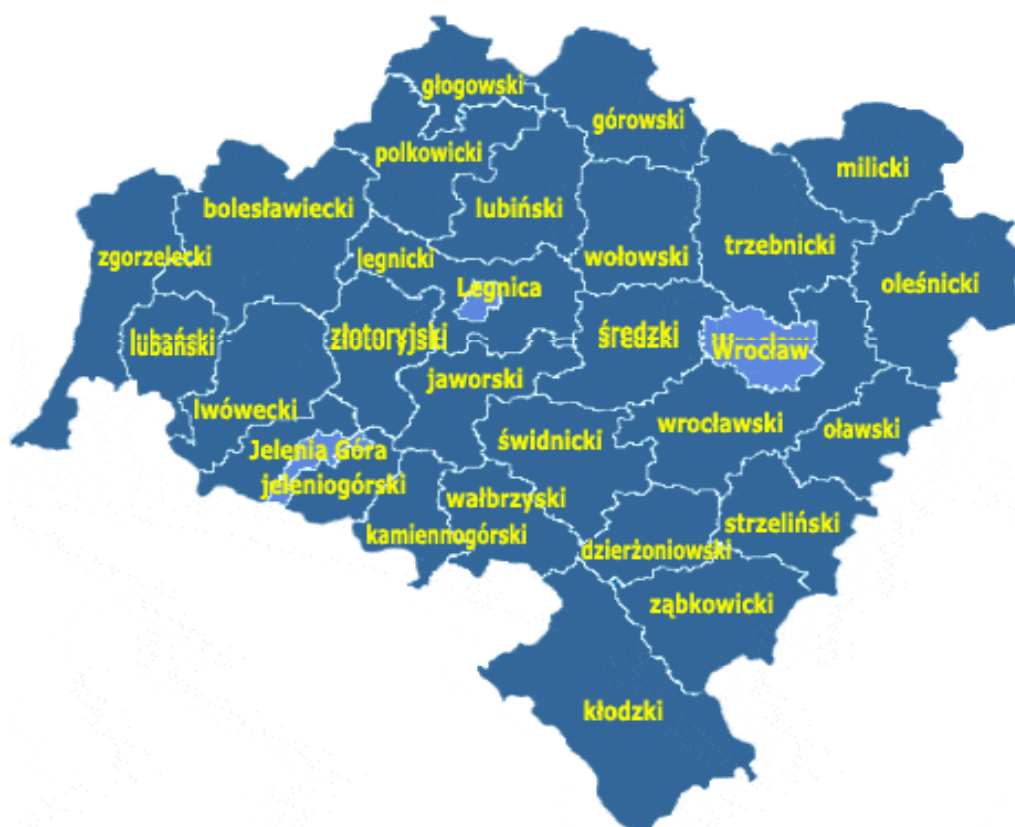 głogowski
górowski
polkowicki
milicki
bolesławiecki
lubiński
trzebnicki
zgorzelecki
legnicki
wołowski
oleśnicki
Legnica
lubański
złotoryjski
średzki
Wrocław
jaworski
lwówecki
wrocławski
oławski
świdnicki
Jelenia Góra
jeleniogórski
wałbrzyski
strzeliński
kamiennogórski
dzierżoniowski
ząbkowicki
kłodzki